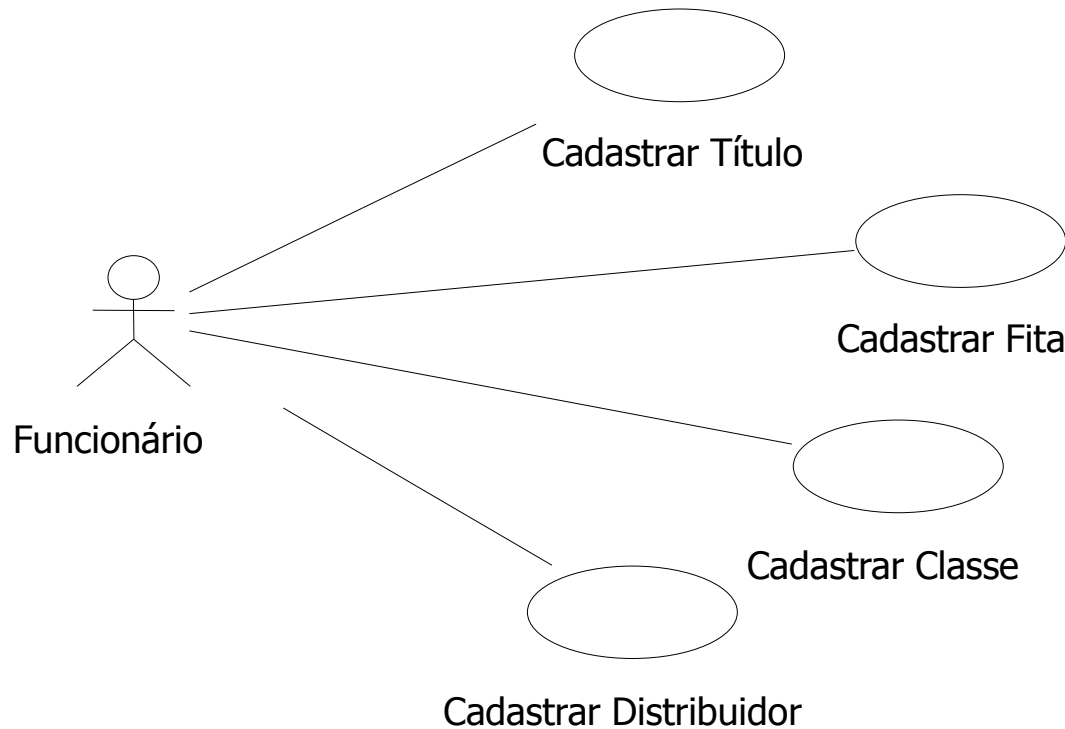 Cadastrar Título
Cadastrar Fita
Funcionário
Cadastrar Classe
Cadastrar Distribuidor